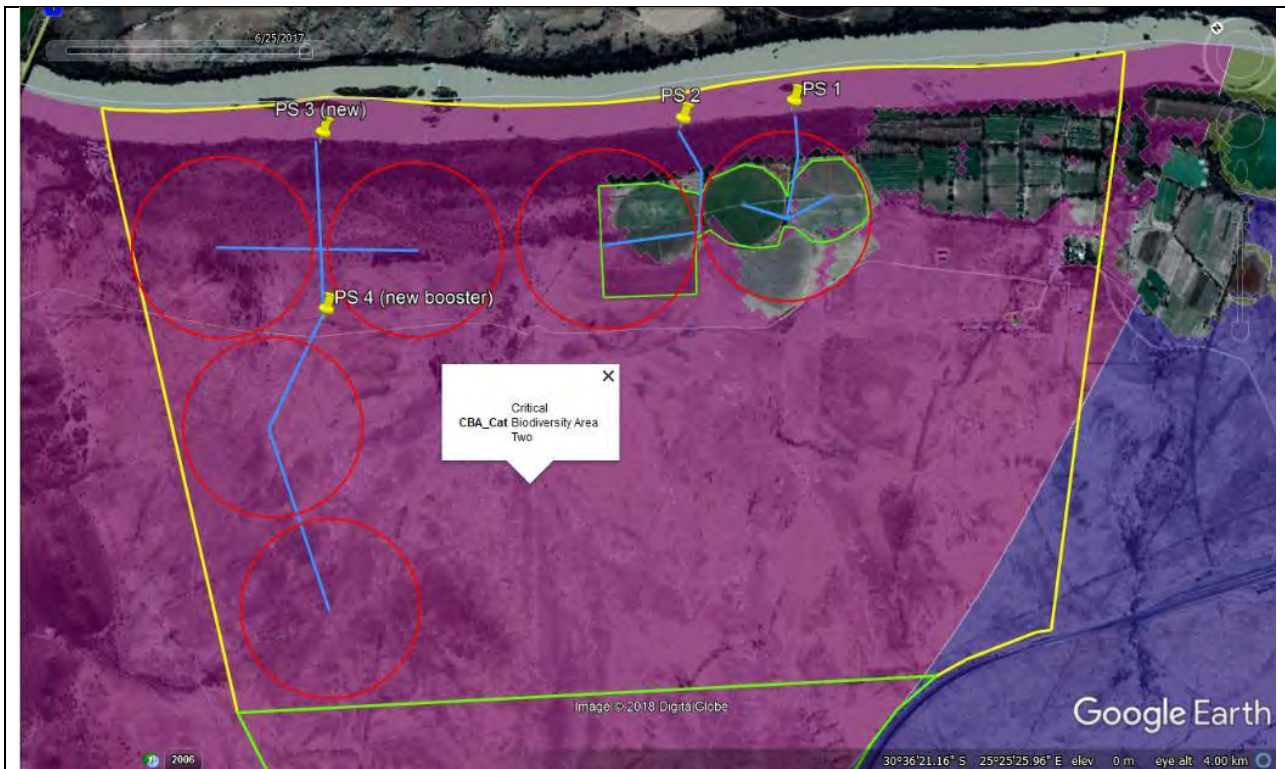 6/25/2017
N
PS 3 (new)
PS 2
PS 1
PS 4 (new booster)
Critical
CBA_Cat Biodiversity Area
Two
Image © 2018 DigitalGlobe
Google Earth
2006
30°36'21.16" S 25°25'25.96" E elev 0 m eye alt 4.00 km